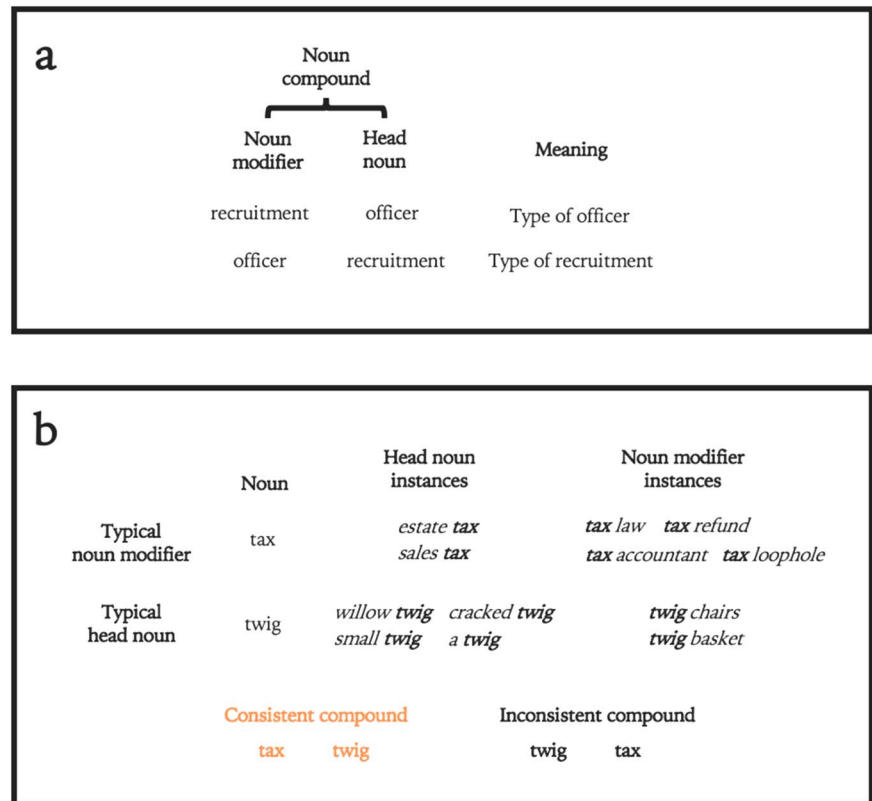 a
Noun
compound
Noun modifier Head noun Meaning
recruitment officer Type of officer
officer recruitment Type of recruitment
b
Noun Head noun instances Noun modifier instances
Typical noun modifier tax
estate tax
sales tax
tax law tax refund
tax accountant tax loophole
Typical head noun twig
willow twig cracked twig
small twig a twig
twig chairs
twig basket
Consistent compound Inconsistent compound
tax twig twig tax